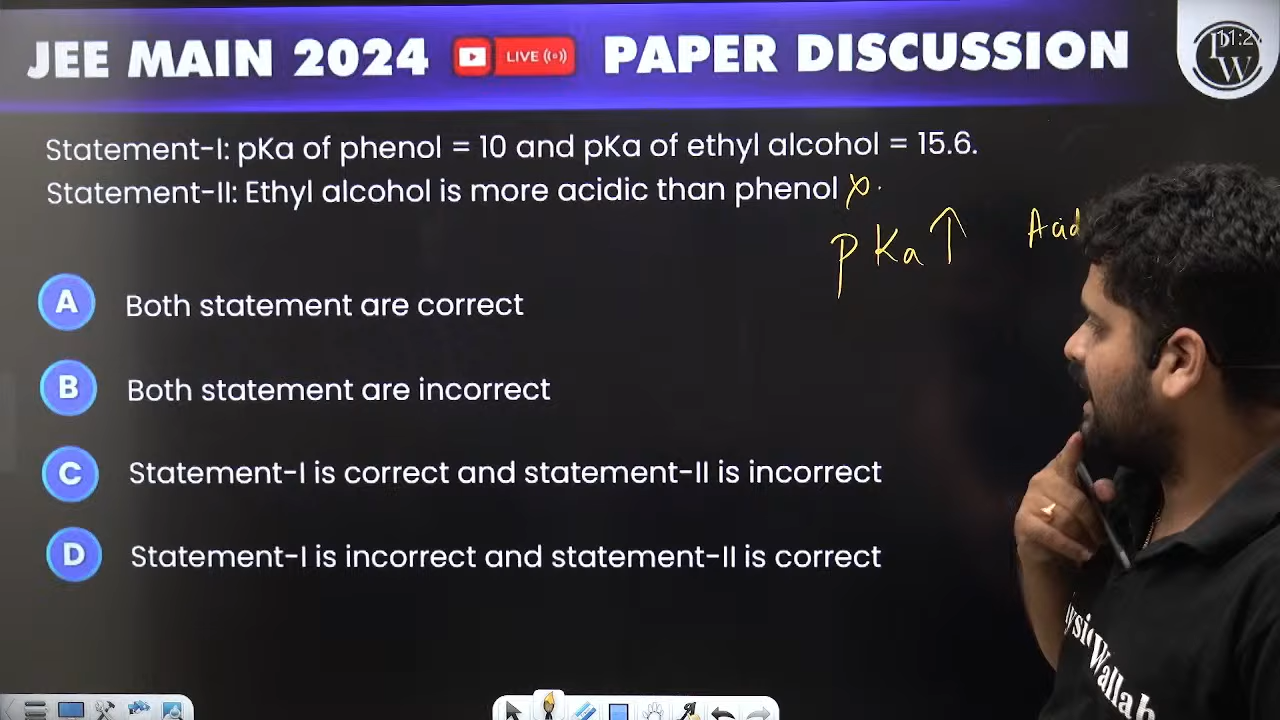 JEE MAIN 2024 LIVE PAPER DISCUSSION
Statement-I: pKa of phenol = 10 and pKa of ethyl alcohol = 15.6.
Statement-II: Ethyl alcohol is more acidic than phenol
pKa ↑ Acid
A Both statement are correct
B Both statement are incorrect
C Statement-I is correct and statement-II is incorrect
D Statement-I is incorrect and statement-II is correct
Wallah